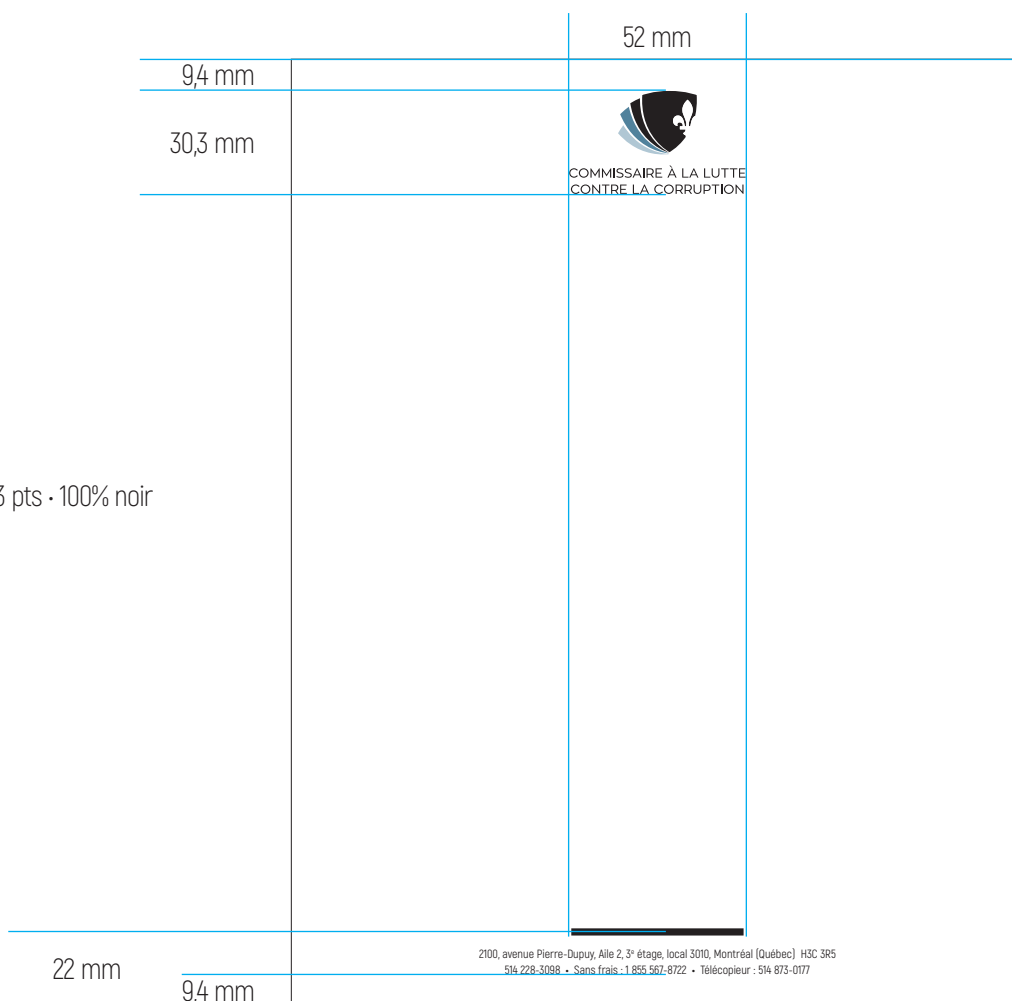 52 mm
9,4 mm
30,3 mm
COMMISSAIRE À LA LUTTE
CONTRE LA CORRUPTION
3 pts • 100% noir
2100, avenue Pierre-Dupuy, Aile 2, 3e étage, local 3010, Montréal (Québec) H3C 3R5
514 228-3098 • Sans frais : 1 855 567-8722 • Télécopieur : 514 873-0177
22 mm
9,4 mm